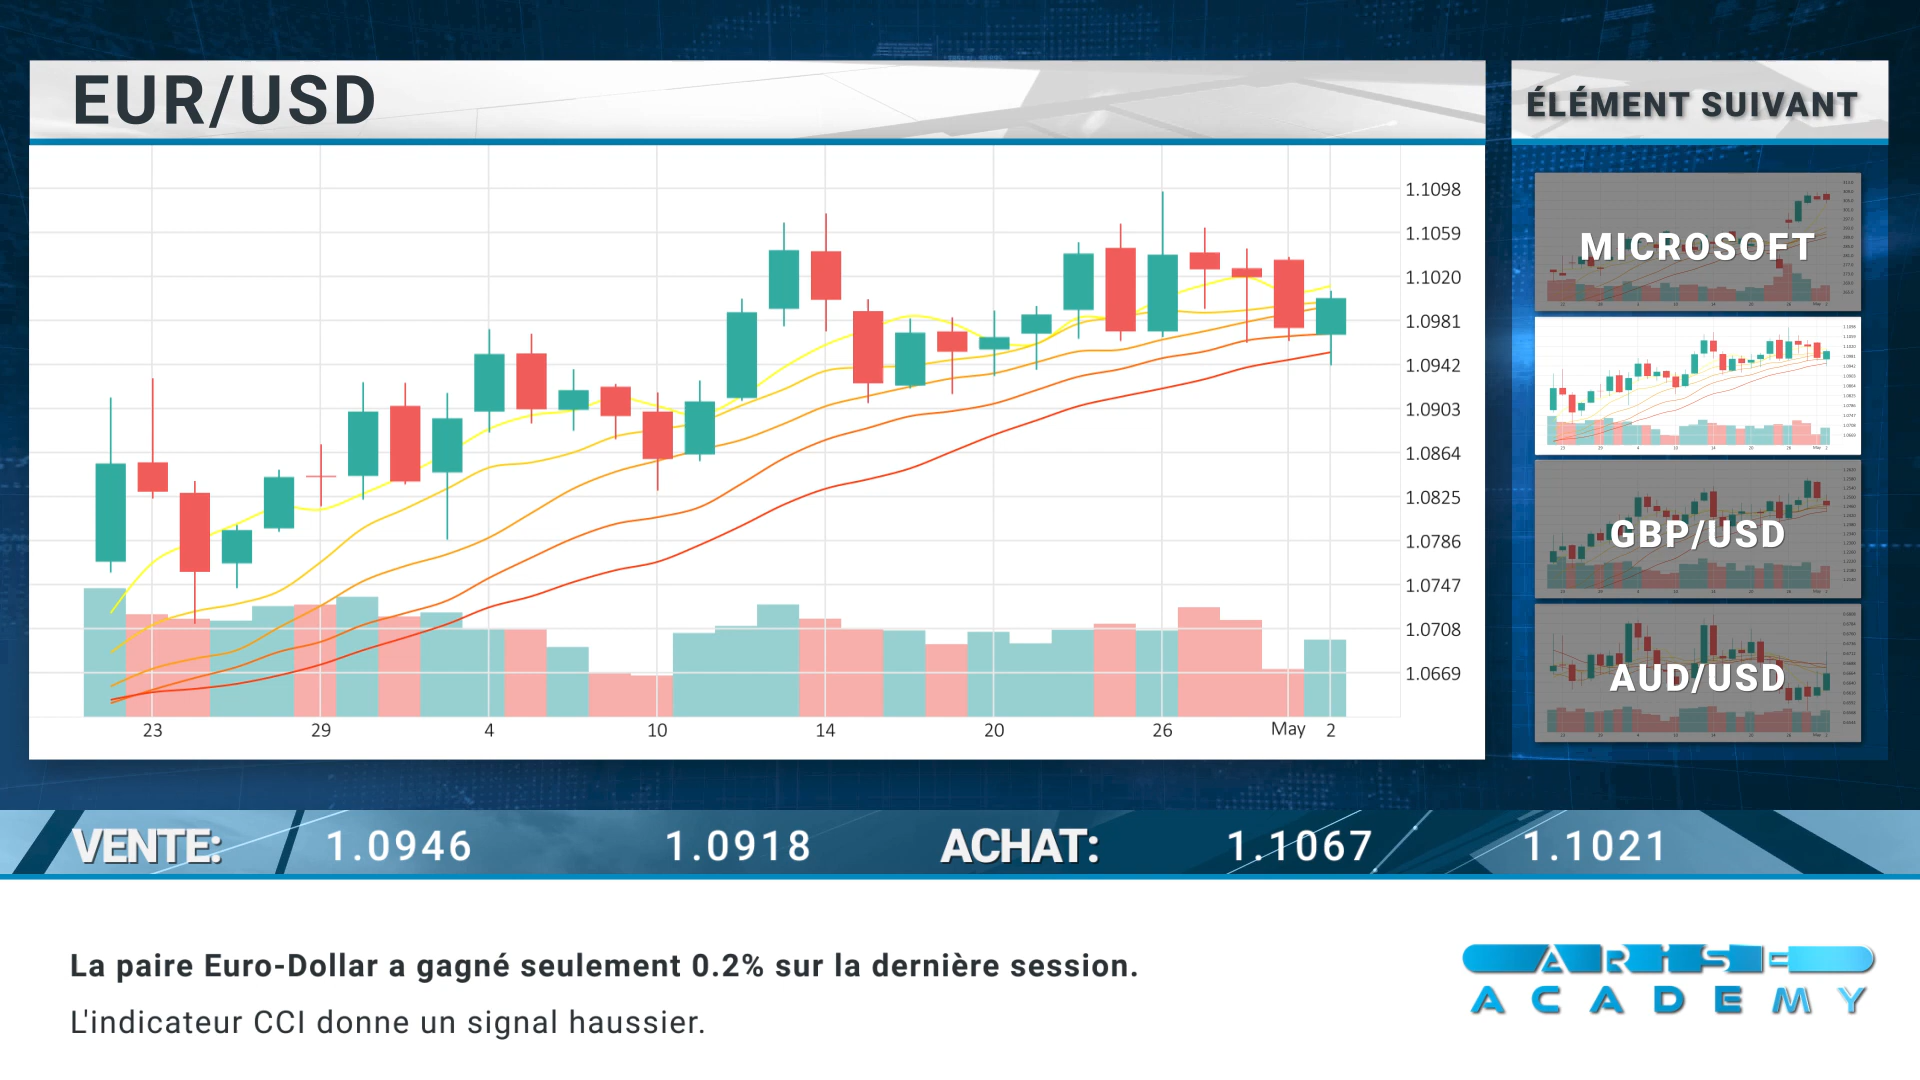 EUR/USD
ÉLÉMENT SUIVANT
1.1098
1.1059
1.1020
1.0981
1.0942
1.0903
1.0864
1.0825
1.0786
1.0747
1.0708
1.0669
23 29 4 10 14 20 26 May 2
MICROSOFT
GBP/USD
AUD/USD
VENTE: 1.0946 1.0918 ACHAT: 1.1067 1.1021
La paire Euro-Dollar a gagné seulement 0.2% sur la dernière session.
L'indicateur CCI donne un signal haussier.
ARISE
ACADEMY